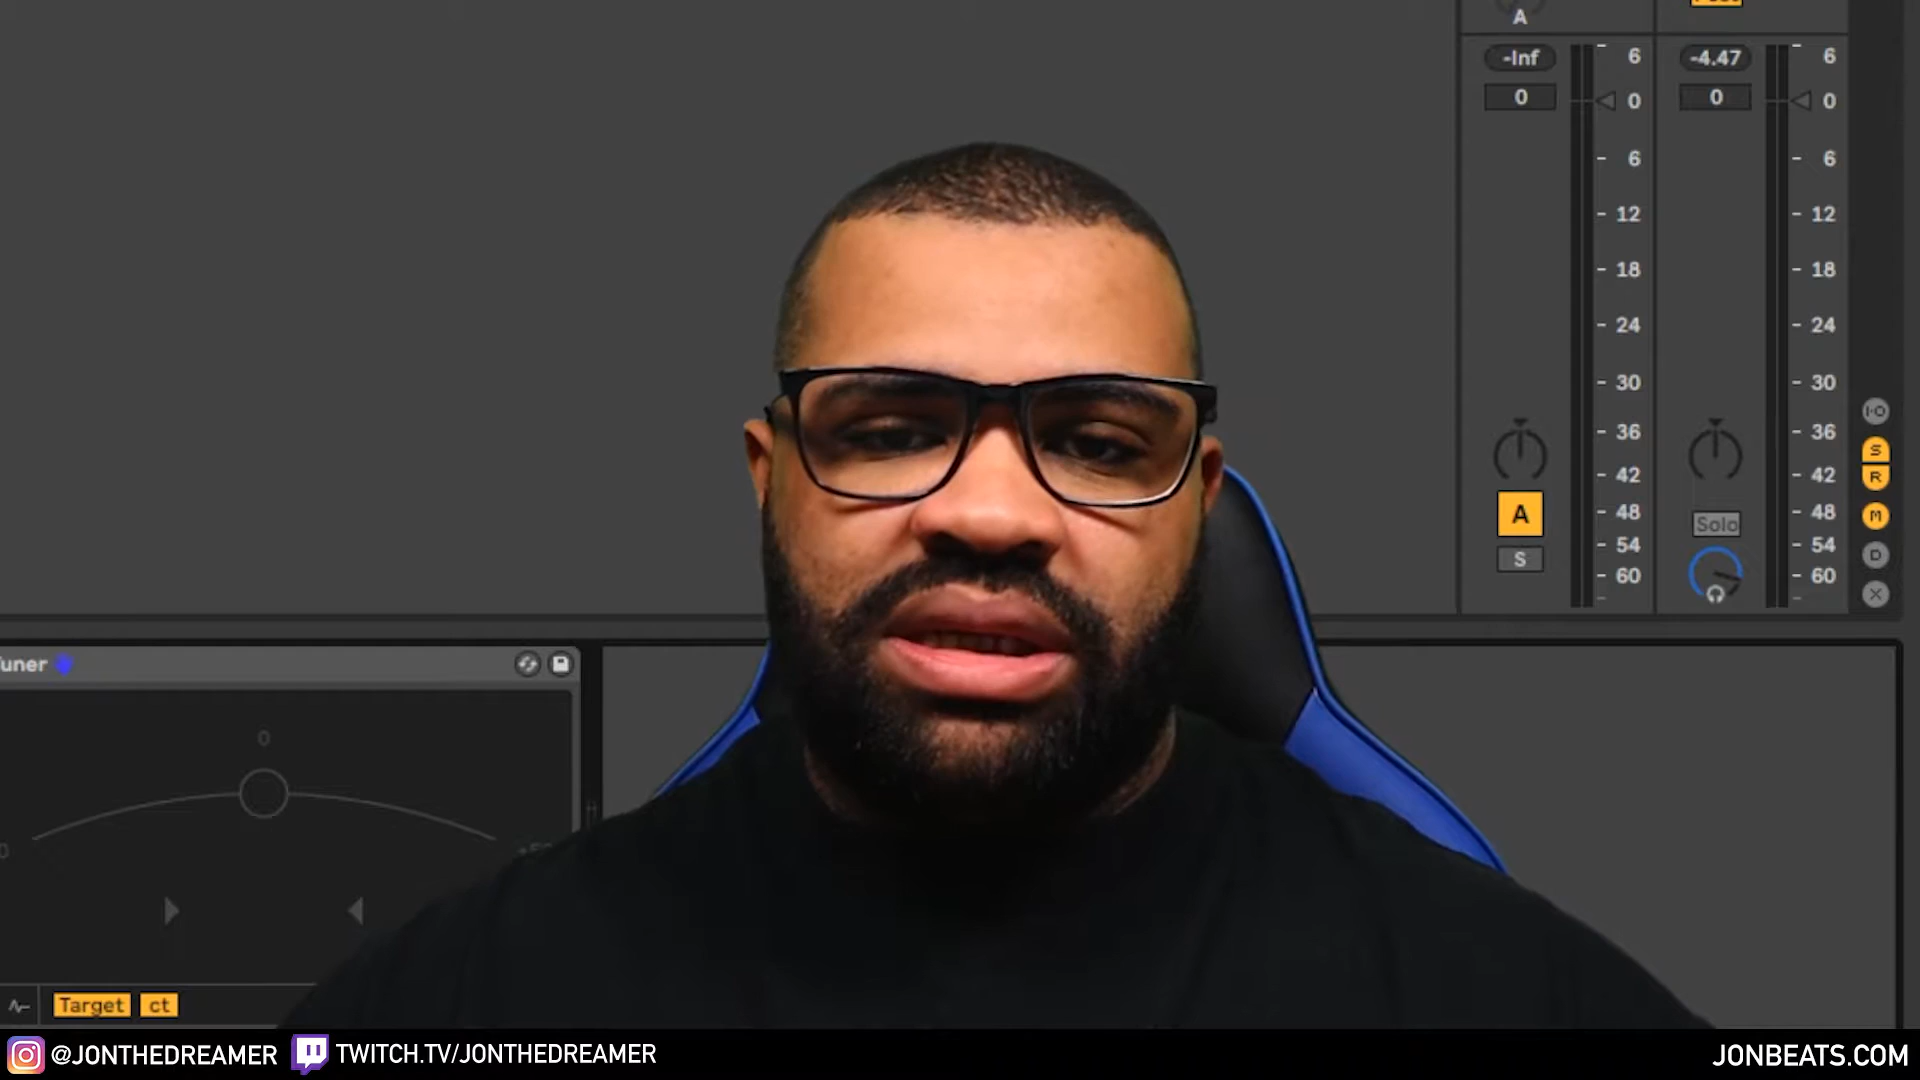 A
-Inf
-4.47
0
0
6
0
6
12
18
24
30
36
42
48
54
60
6
0
6
12
18
24
30
36
42
48
54
60
A
S
Solo
I·O
S
R
M
D
uner
0
Target ct
@JONTHEDREAMER TWITCH.TV/JONTHEDREAMER
JONBEATS.COM